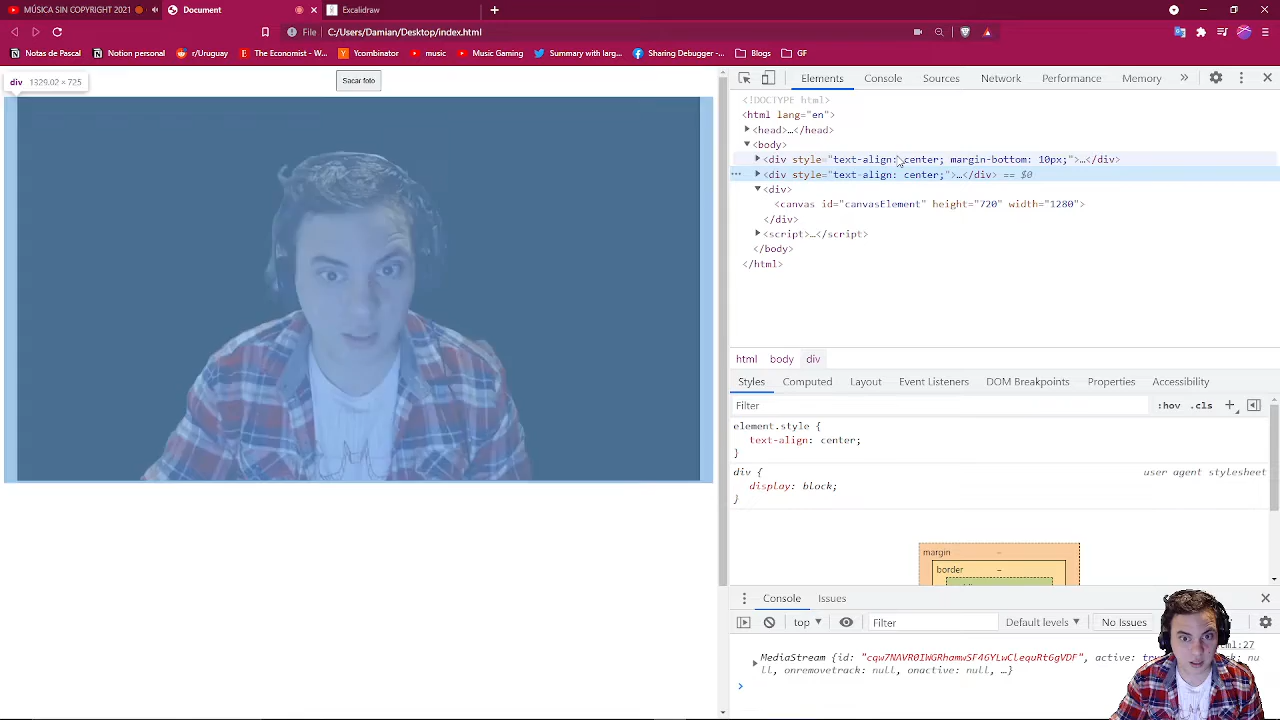 MÚSICA SIN COPYRIGHT 2021
Document
Excalidraw
File
C:/Users/Damian/Desktop/index.html
Notas de Pascal
Notion personal
r/Uruguay
The Economist - W...
Ycombinator
music
Music Gaming
Summary with larg...
Sharing Debugger -...
Blogs
GF
div 1329.02 × 725
Sacar foto
Elements
Console
Sources
Network
Performance
Memory
<!DOCTYPE html>
<html lang="en">
<head>…</head>
<body>
<div style="text-align: center; margin-bottom: 10px;">…</div>
<div style="text-align: center;">…</div> == $0
<div>
<canvas id="canvasElement" height="720" width="1280">
</div>
<script>…</script>
</body>
</html>
html body div
Styles
Computed
Layout
Event Listeners
DOM Breakpoints
Properties
Accessibility
Filter
:hov .cls
element.style {
text-align: center;
}
div {
user agent stylesheet
display: block;
}
margin –
border –
Console
Issues
top
Filter
Default levels
No Issues
MediaStream {id: active:
ll, onremovetrack: null, onactive: null, …}